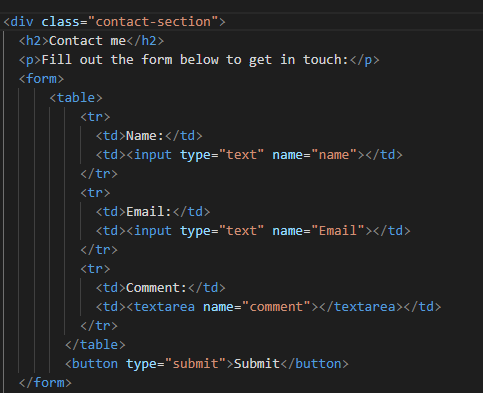 <div class="contact-section">
<h2>Contact me</h2>
<p>Fill out the form below to get in touch:</p>
<form>
<table>
<tr>
<td>Name:</td>
<td><input type="text" name="name"></td>
</tr>
<tr>
<td>Email:</td>
<td><input type="text" name="Email"></td>
</tr>
<tr>
<td>Comment:</td>
<td><textarea name="comment"></textarea></td>
</tr>
</table>
<button type="submit">Submit</button>
</form>